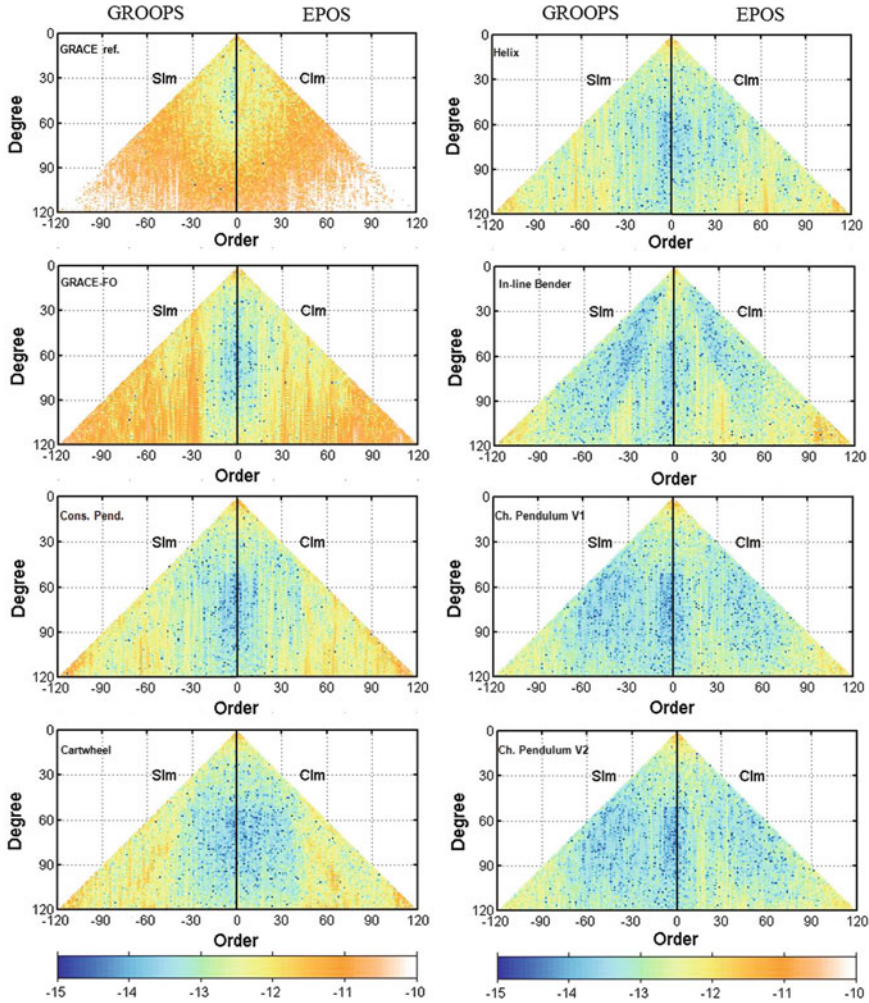 GROOPS EPOS
GRACE ref.
Slm Clm
Degree
0
30
60
90
120
-120 -90 -60 -30 0 30 60 90 120
Order
GRACE-FO
Slm Clm
Degree
0
30
60
90
120
-120 -90 -60 -30 0 30 60 90 120
Order
Cons. Pend.
Slm Clm
Degree
0
30
60
90
120
-120 -90 -60 -30 0 30 60 90 120
Order
Cartwheel
Slm Clm
Degree
0
30
60
90
120
-120 -90 -60 -30 0 30 60 90 120
Order
-15 -14 -13 -12 -11 -10
GROOPS EPOS
Helix
Slm Clm
Degree
0
30
60
90
120
-120 -90 -60 -30 0 30 60 90 120
Order
In-line Bender
Slm Clm
Degree
0
30
60
90
120
-120 -90 -60 -30 0 30 60 90 120
Order
Ch. Pendulum V1
Slm Clm
Degree
0
30
60
90
120
-120 -90 -60 -30 0 30 60 90 120
Order
Ch. Pendulum V2
Slm Clm
Degree
0
30
60
90
120
-120 -90 -60 -30 0 30 60 90 120
Order
-15 -14 -13 -12 -11 -10